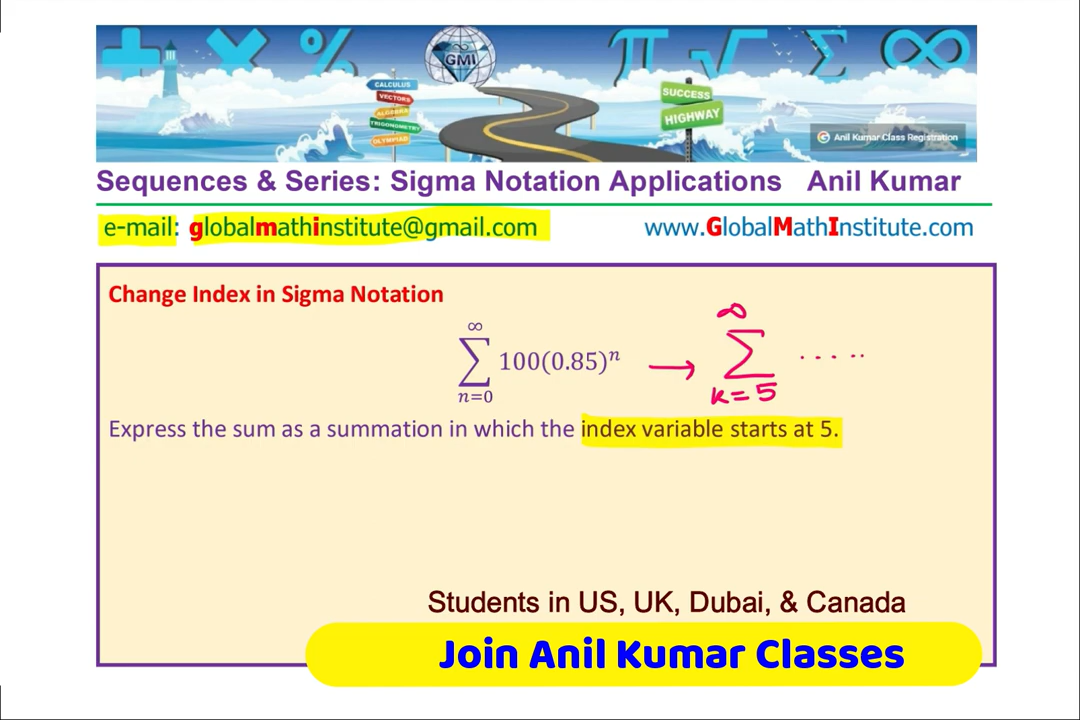 GMI
CALCULUS
VECTORS
ALGEBRA
TRIGONOMETRY
OLYMPIAD
SUCCESS
HIGHWAY
Anil Kumar Class Registration
Sequences & Series: Sigma Notation Applications Anil Kumar
e-mail: globalmathinstitute@gmail.com www.GlobalMathInstitute.com
Change Index in Sigma Notation
∞ ∞
∑ 100(0.85)ⁿ → ∑ .....
n=0 k=5
Express the sum as a summation in which the index variable starts at 5.
Students in US, UK, Dubai, & Canada
Join Anil Kumar Classes